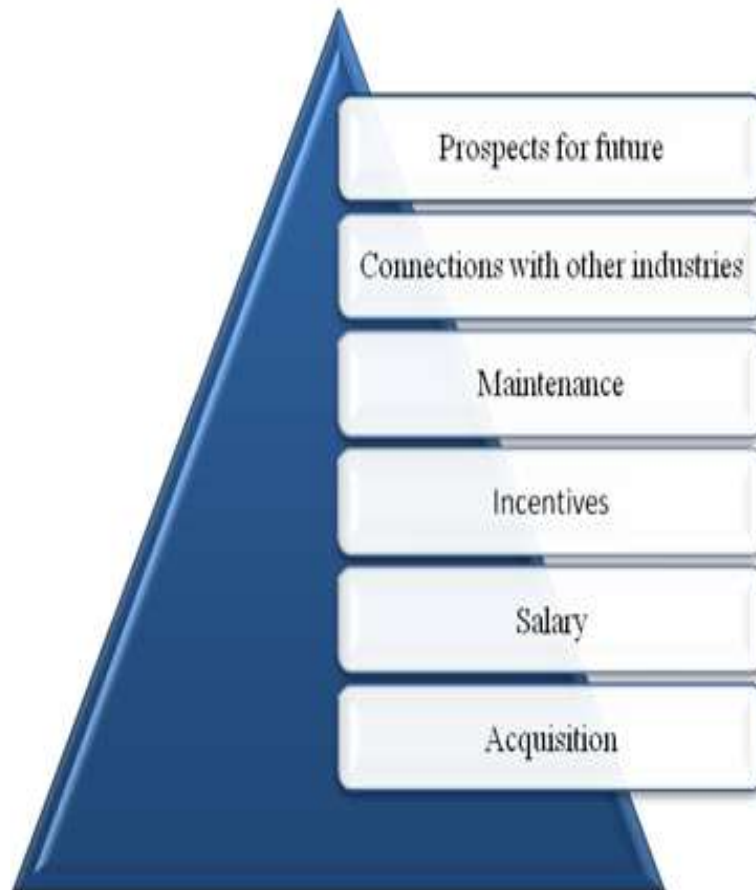 Prospects for future
Connections with other industries
Maintenance
Incentives
Salary
Acquisition